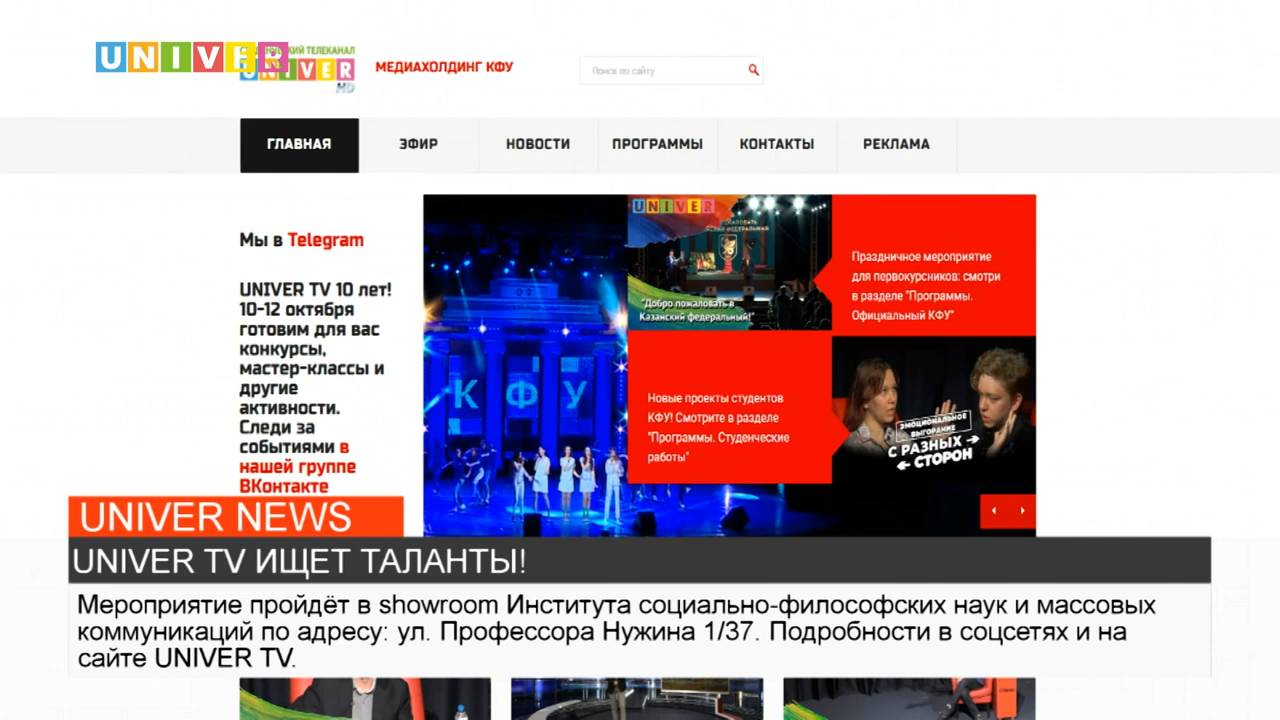 UNIVER
ТЕЛЕКАНАЛ
UNIVER
HD
МЕДИАХОЛДИНГ КФУ
Поиск по сайту
ГЛАВНАЯ
ЭФИР
НОВОСТИ
ПРОГРАММЫ
КОНТАКТЫ
РЕКЛАМА
Мы в Telegram
UNIVER TV 10 лет!
10-12 октября
готовим для вас
конкурсы,
мастер-классы и
другие
активности.
Следи за
событиями в
нашей группе
ВКонтакте
КФУ
UNIVER
"Добро пожаловать в
Казанский федеральный!"
Праздничное мероприятие
для первокурсников: смотри
в разделе "Программы.
Официальный КФУ"
Новые проекты студентов
КФУ! Смотрите в разделе
"Программы. Студенческие
работы"
ЭМОЦИОНАЛЬНОЕ
ВЫГОРАНИЕ
С РАЗНЫХ
СТОРОН
UNIVER NEWS
UNIVER TV ИЩЕТ ТАЛАНТЫ!
Мероприятие пройдёт в showroom Института социально-философских наук и массовых
коммуникаций по адресу: ул. Профессора Нужина 1/37. Подробности в соцсетях и на
сайте UNIVER TV.